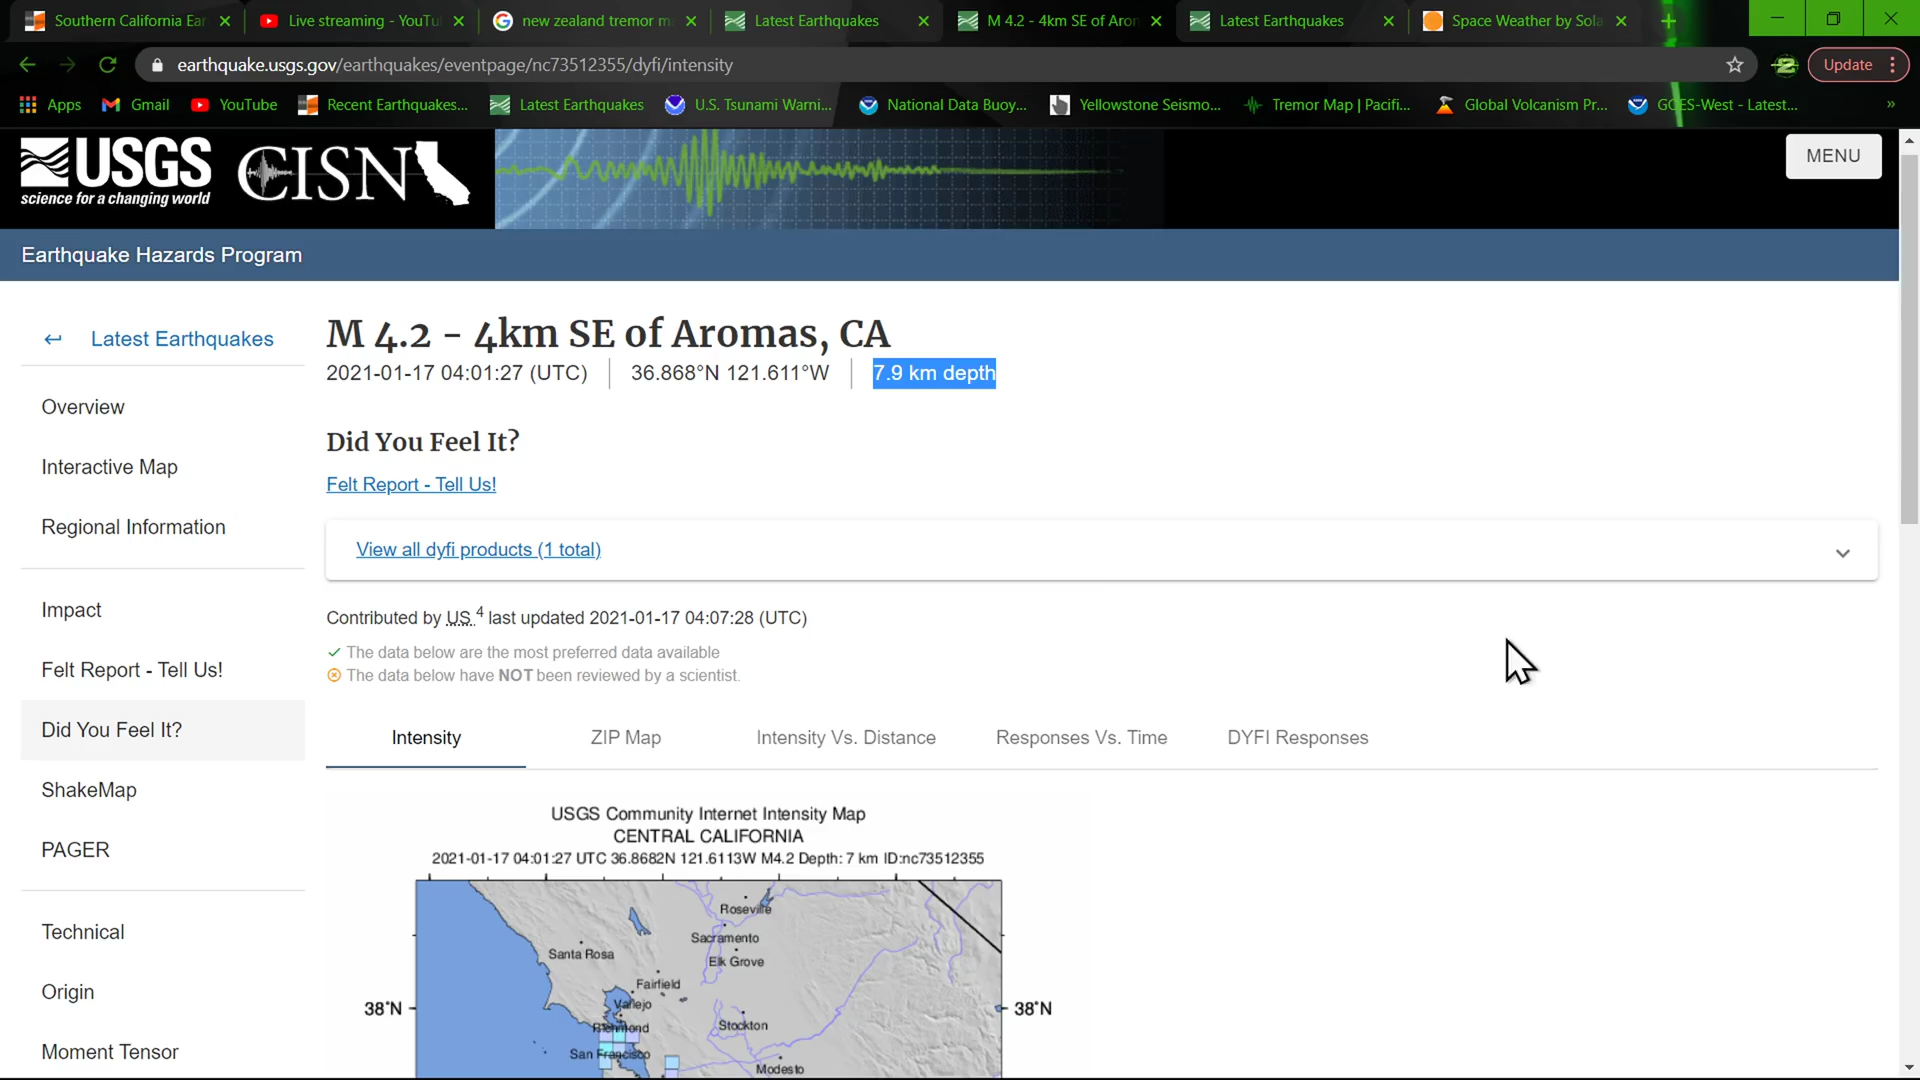 Southern California Ear
Live streaming - YouTu
new zealand tremor m
Latest Earthquakes
M 4.2 - 4km SE of Aron
Latest Earthquakes
Space Weather by Sola
earthquake.usgs.gov/earthquakes/eventpage/nc73512355/dyfi/intensity
Update
Apps
Gmail
YouTube
Recent Earthquakes...
Latest Earthquakes
U.S. Tsunami Warni...
National Data Buoy...
Yellowstone Seismo...
Tremor Map | Pacifi...
Global Volcanism Pr...
GOES-West - Latest...
»
USGS
science for a changing world
CISN
MENU
Earthquake Hazards Program
Latest Earthquakes
Overview
Interactive Map
Regional Information
Impact
Felt Report - Tell Us!
Did You Feel It?
ShakeMap
PAGER
Technical
Origin
Moment Tensor
M 4.2 - 4km SE of Aromas, CA
2021-01-17 04:01:27 (UTC) 36.868°N 121.611°W 7.9 km depth
Did You Feel It?
Felt Report - Tell Us!
View all dyfi products (1 total)
Contributed by US 4 last updated 2021-01-17 04:07:28 (UTC)
The data below are the most preferred data available
The data below have NOT been reviewed by a scientist.
Intensity ZIP Map Intensity Vs. Distance Responses Vs. Time DYFI Responses
USGS Community Internet Intensity Map
CENTRAL CALIFORNIA
2021-01-17 04:01:27 UTC 36.8682N 121.6113W M4.2 Depth: 7 km ID:nc73512355
Roseville
Sacramento
Santa Rosa
Elk Grove
Fairfield
Vallejo
38°N
38°N
Richmond
Stockton
San Francisco
Modesto